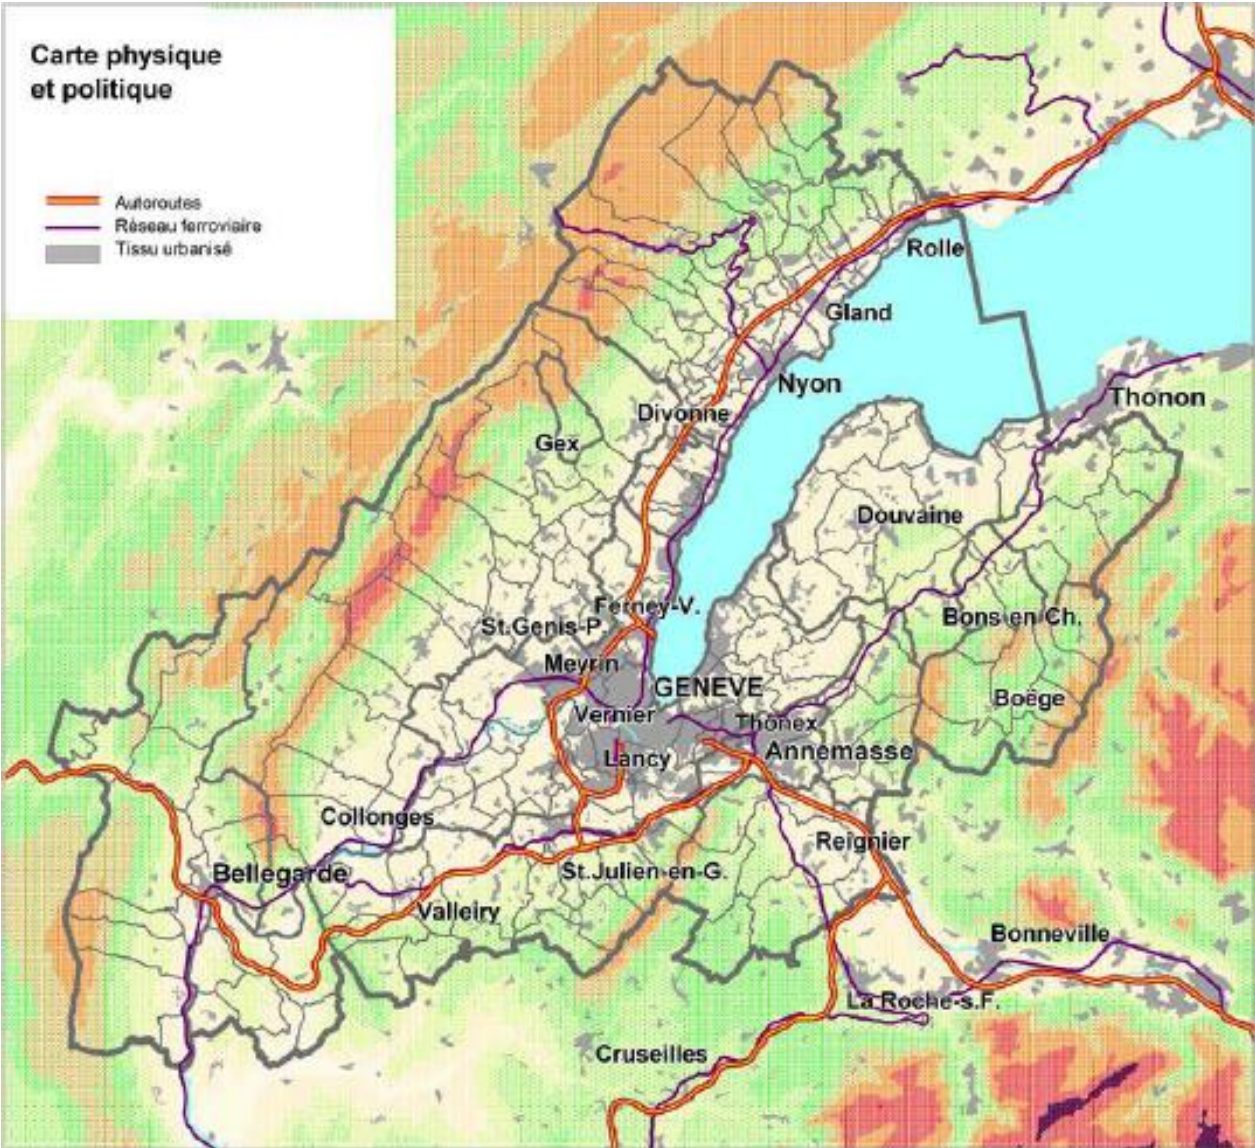 Carte physique
et politique
Autoroutes
Réseau ferroviaire
Tissu urbanisé
Rolle
Gland
Nyon
Thonon
Divonne
Gex
Douvaine
Ferney-V.
St.Genis-P.
Bons en Ch.
Meyrin
GENEVE
Boëge
Vernier
Thônex
Lancy
Annemasse
Collonges
Reignier
Bellegarde
St.Julien-en-G.
Valleiry
Bonneville
La Roche-s.F.
Cruseilles